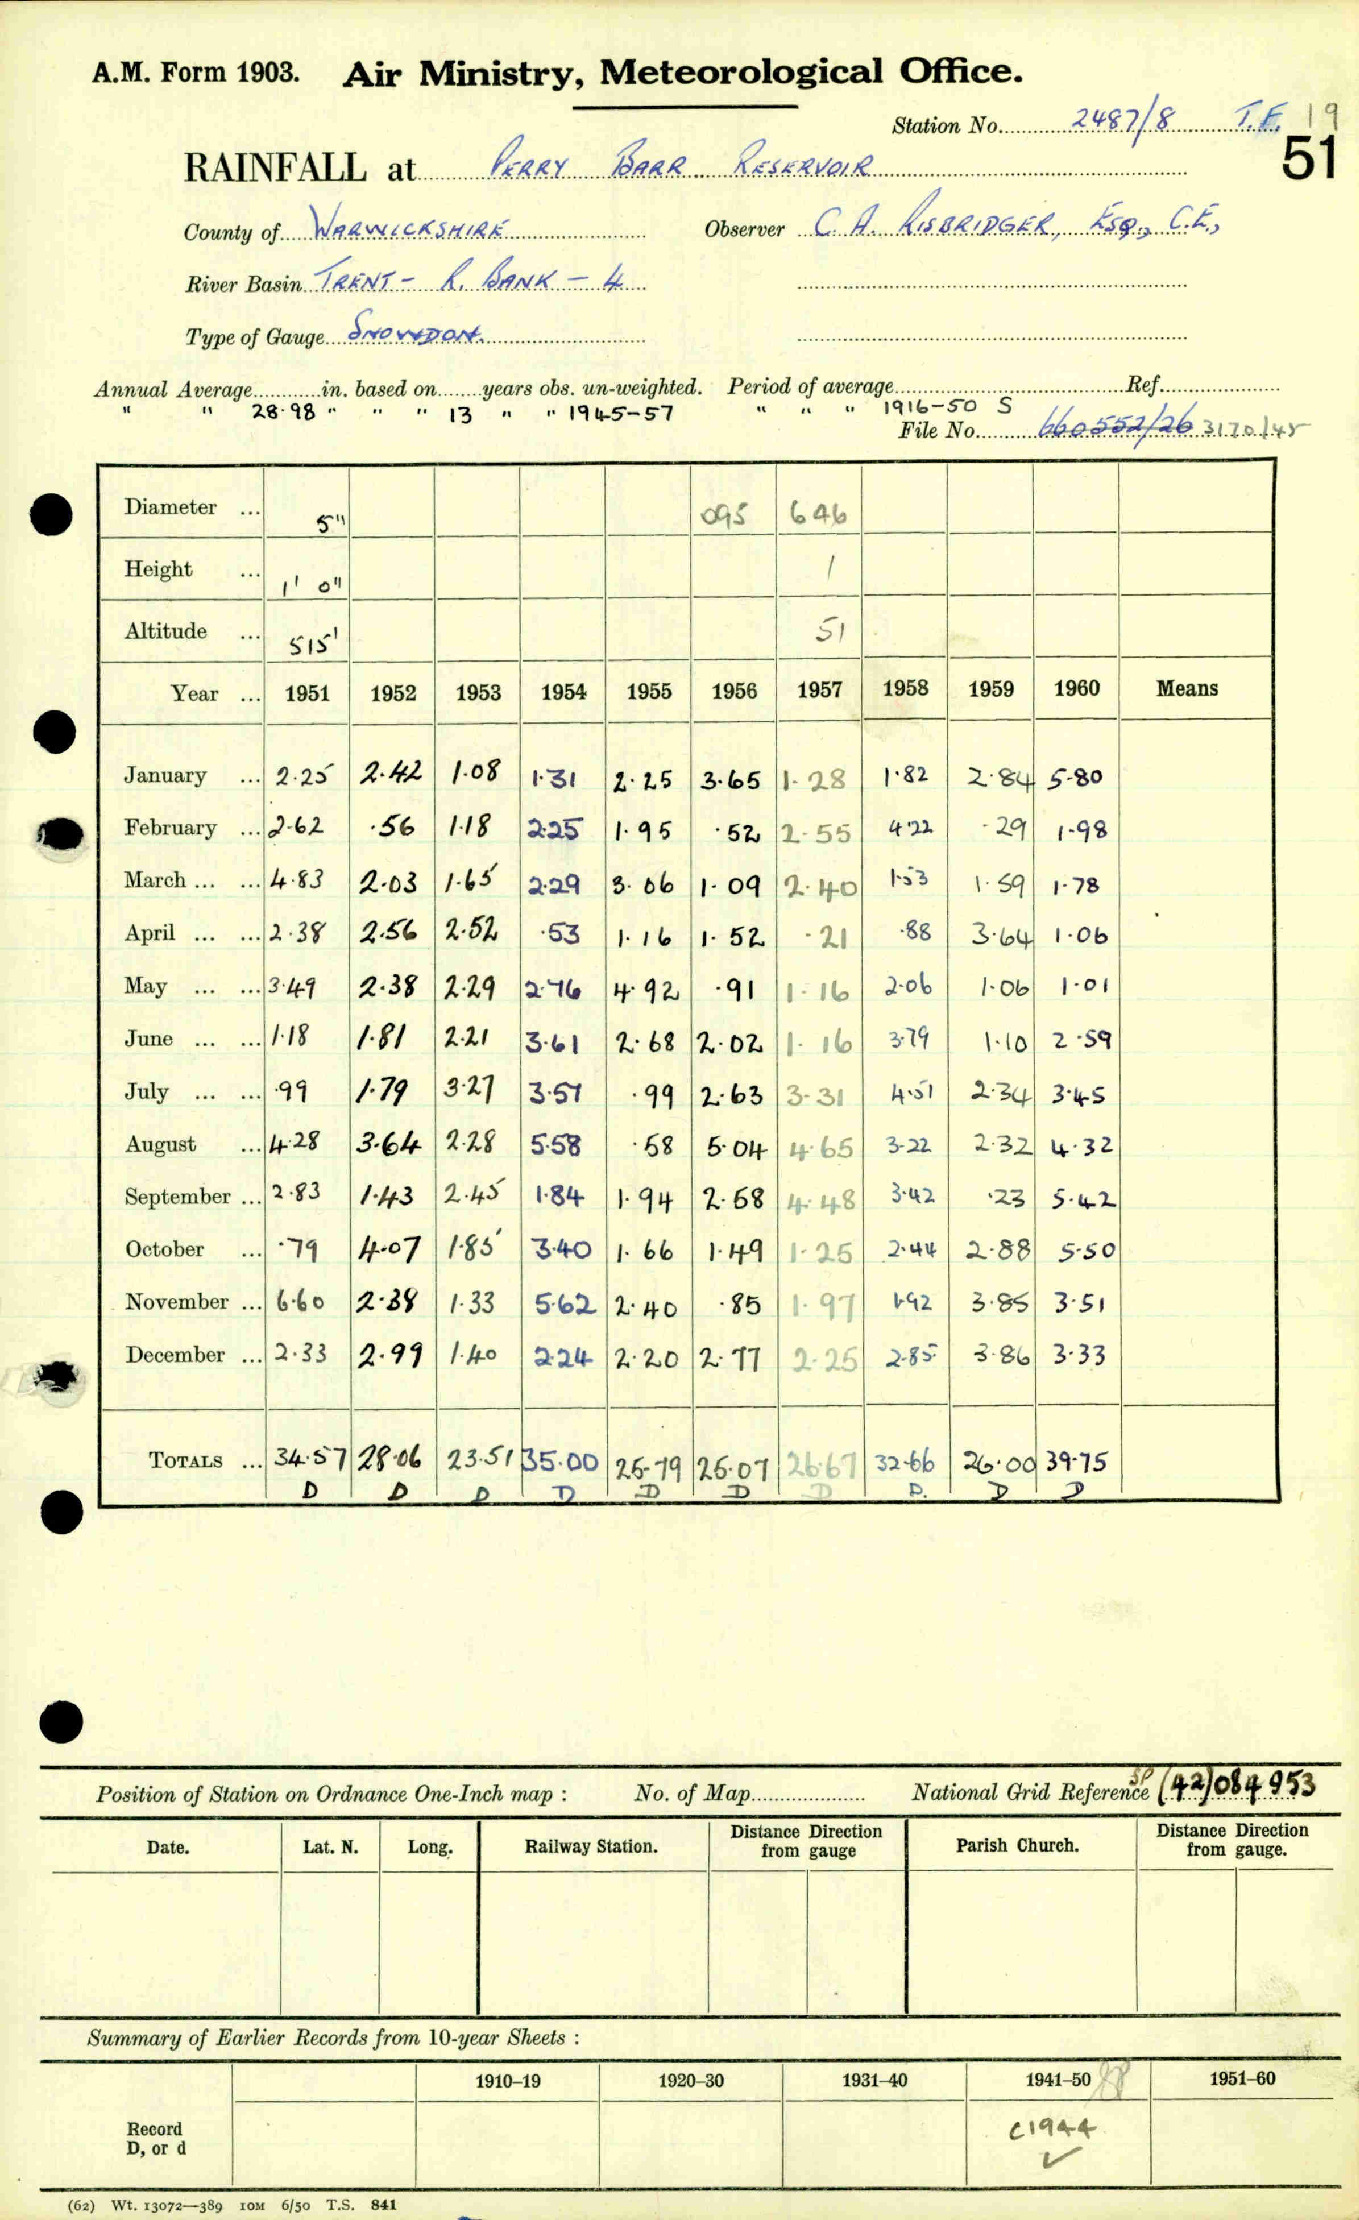 A.M. Form 1903. Air Ministry, Meteorological Office.
Station No. 2487/8 T.F. 19
51
RAINFALL at PERRY BARR RESERVOIR
County of WARWICKSHIRE Observer C. A. RISBRIDGER, ESQ., C.E.,
River Basin TRENT - R. BANK - 4
Type of Gauge SNOWDON.
Annual Average............in. based on........years obs. un-weighted. Period of average..............................Ref......................
" " 28·98 " " " 13 " " 1945-57 " " " 1916-50 S
File No. 660552/26 3170/45
Diameter ... 5" 095 646
Height ... 1' 0" 1
Altitude ... 515' 51
Year ... 1951 1952 1953 1954 1955 1956 1957 1958 1959 1960 Means
January ... 2·25 2·42 1·08 1·31 2·25 3·65 1·28 1·82 2·84 5·80
February ... 2·62 ·56 1·18 2·25 1·95 ·52 2·55 4·22 ·29 1·98
March ... ... 4·83 2·03 1·65 2·29 3·06 1·09 2·40 1·53 1·59 1·78
April ... ... 2·38 2·56 2·52 ·53 1·16 1·52 ·21 ·88 3·64 1·06
May ... ... 3·49 2·38 2·29 2·76 4·92 ·91 1·16 2·06 1·06 1·01
June ... ... 1·18 1·81 2·21 3·61 2·68 2·02 1·16 3·79 1·10 2·59
July ... ... ·99 1·79 3·27 3·57 ·99 2·63 3·31 4·51 2·34 3·45
August ... 4·28 3·64 2·28 5·58 ·58 5·04 4·65 3·22 2·32 4·32
September ... 2·83 1·43 2·45 1·84 1·94 2·58 4·48 3·42 ·23 5·42
October ... ·79 4·07 1·85 3·40 1·66 1·49 1·25 2·44 2·88 5·50
November ... 6·60 2·38 1·33 5·62 2·40 ·85 1·97 1·92 3·85 3·51
December ... 2·33 2·99 1·40 2·24 2·20 2·77 2·25 2·85 3·86 3·33
TOTALS ... 34·57 28·06 23·51 35·00 25·79 25·07 26·67 32·66 26·00 39·75
D D D D D D D D. D D
Position of Station on Ordnance One-Inch map : No. of Map.................... National Grid Reference SP (42)084953
Date. Lat. N. Long. Railway Station. Distance from Direction gauge Parish Church. Distance from Direction gauge.
Summary of Earlier Records from 10-year Sheets :
1910–19 1920–30 1931–40 1941–50 1951–60
Record D, or d c1944 ✓
(62) Wt. 13072—389 10M 6/50 T.S. 841